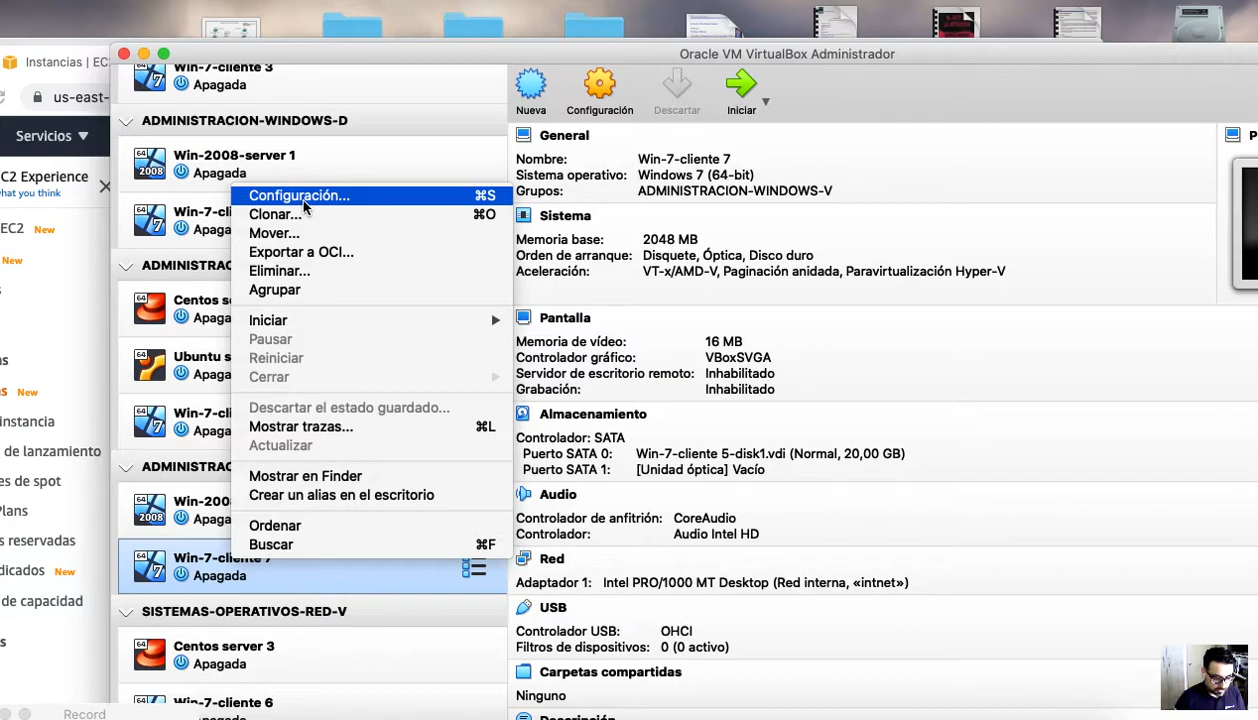 Oracle VM VirtualBox Administrador
Instancias | EC
us-east-
Servicios
EC2 Experience
what you think
EC2 New
New
as New
instancia
de lanzamiento
es de spot
Plans
s reservadas
dicados New
de capacidad
Record
Win-7-cliente 3
Apagada
ADMINISTRACION-WINDOWS-D
Win-2008-server 1
Apagada
Win-7-cl
ADMINISTRAC
Centos s
Apagad
Ubuntu s
Apagad
Win-7-cl
Apagad
ADMINISTRAC
Win-200
Apagad
Win-7-cliente 7
Apagada
SISTEMAS-OPERATIVOS-RED-V
Centos server 3
Apagada
Win-7-cliente 6
Apagada
Configuración... ⌘S
Clonar... ⌘O
Mover...
Exportar a OCI...
Eliminar...
Agrupar
Iniciar
Pausar
Reiniciar
Cerrar
Descartar el estado guardado...
Mostrar trazas... ⌘L
Actualizar
Mostrar en Finder
Crear un alias en el escritorio
Ordenar
Buscar ⌘F
Nueva Configuración Descartar Iniciar
General
Nombre: Win-7-cliente 7
Sistema operativo: Windows 7 (64-bit)
Grupos: ADMINISTRACION-WINDOWS-V
Sistema
Memoria base: 2048 MB
Orden de arranque: Disquete, Óptica, Disco duro
Aceleración: VT-x/AMD-V, Paginación anidada, Paravirtualización Hyper-V
Pantalla
Memoria de vídeo: 16 MB
Controlador gráfico: VBoxSVGA
Servidor de escritorio remoto: Inhabilitado
Grabación: Inhabilitado
Almacenamiento
Controlador: SATA
Puerto SATA 0: Win-7-cliente 5-disk1.vdi (Normal, 20,00 GB)
Puerto SATA 1: [Unidad óptica] Vacío
Audio
Controlador de anfitrión: CoreAudio
Controlador: Audio Intel HD
Red
Adaptador 1: Intel PRO/1000 MT Desktop (Red interna, «intnet»)
USB
Controlador USB: OHCI
Filtros de dispositivos: 0 (0 activo)
Carpetas compartidas
Ninguno
Descripción
P